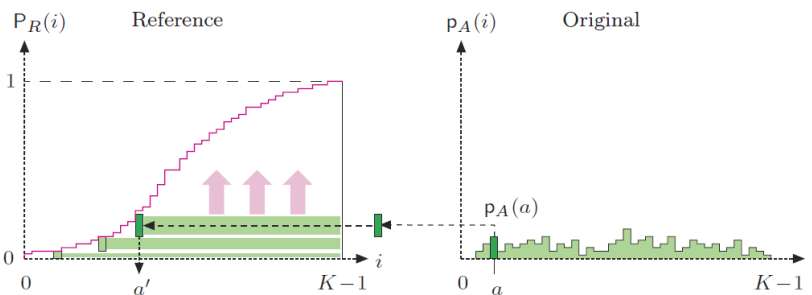 P_R(i) Reference
1
0
0 a′ K−1 i
p_A(i) Original
p_A(a)
0 a K−1